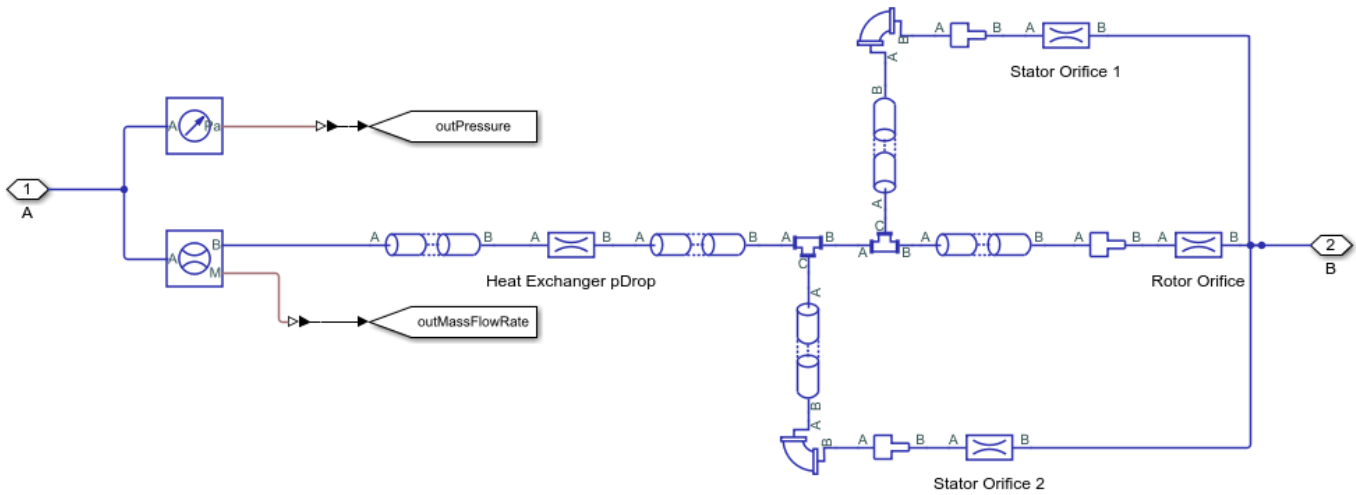 B
A
B
A
B
Stator Orifice 1
A
B
A
Pa
outPressure
1
A
A
C
B
A
B
A
B
A
B
A
B
A
B
A
B
A
B
2
B
A
M
C
Heat Exchanger pDrop
Rotor Orifice
A
outMassFlowRate
B
A
B
A
B
A
B
Stator Orifice 2